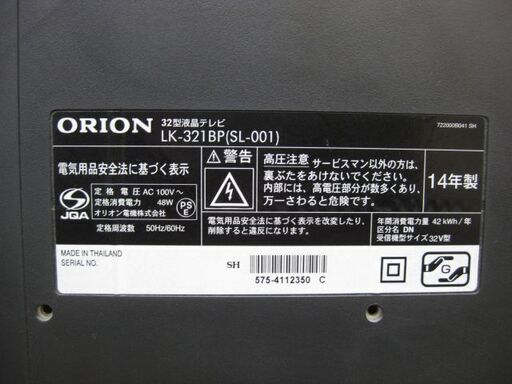 ORION
32型液晶テレビ
LK-321BP(SL-001)
722000B041 SH
電気用品安全法に基づく表示
JQA
定格 電圧 AC 100V～
定格消費電力 48W
オリオン電機株式会社
定格周波数 50Hz/60Hz
PS
E
警告
高圧注意 サービスマン以外の方は、
裏ぶたをあけないでください。
内部には、高電圧部分が数多くあり、
万一さわると危険です。
14年製
電気用品安全法に基づく表示を改変したり、
削除すると違反になります。
年間消費電力量 42 kWh/年
区分名 DN
受信機型サイズ 32V型
MADE IN THAILAND
SERIAL NO.
SH
575-4112350 C
G